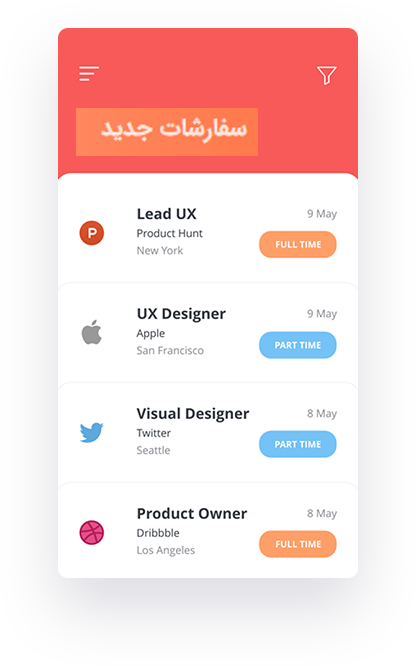 سفارشات جدید
Lead UX
9 May
Product Hunt
FULL TIME
New York
UX Designer
9 May
Apple
PART TIME
San Francisco
Visual Designer
8 May
Twitter
PART TIME
Seattle
Product Owner
8 May
Dribbble
FULL TIME
Los Angeles